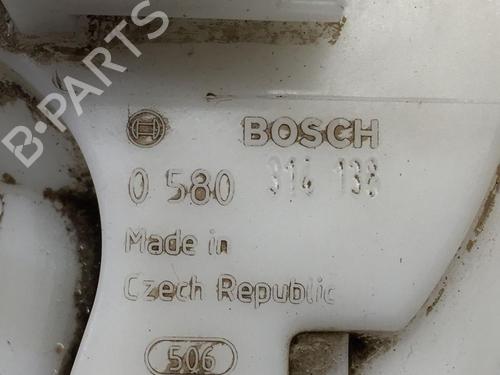 B-PARTS
BOSCH
0 580 314 138
Made in
Czech Republic
506